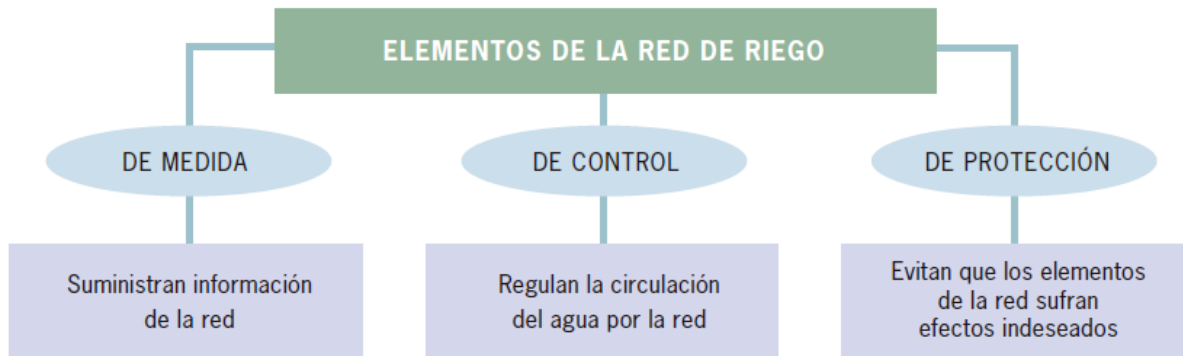 ELEMENTOS DE LA RED DE RIEGO
DE MEDIDA
DE CONTROL
DE PROTECCIÓN
Suministran información
de la red
Regulan la circulación
del agua por la red
Evitan que los elementos
de la red sufran
efectos indeseados